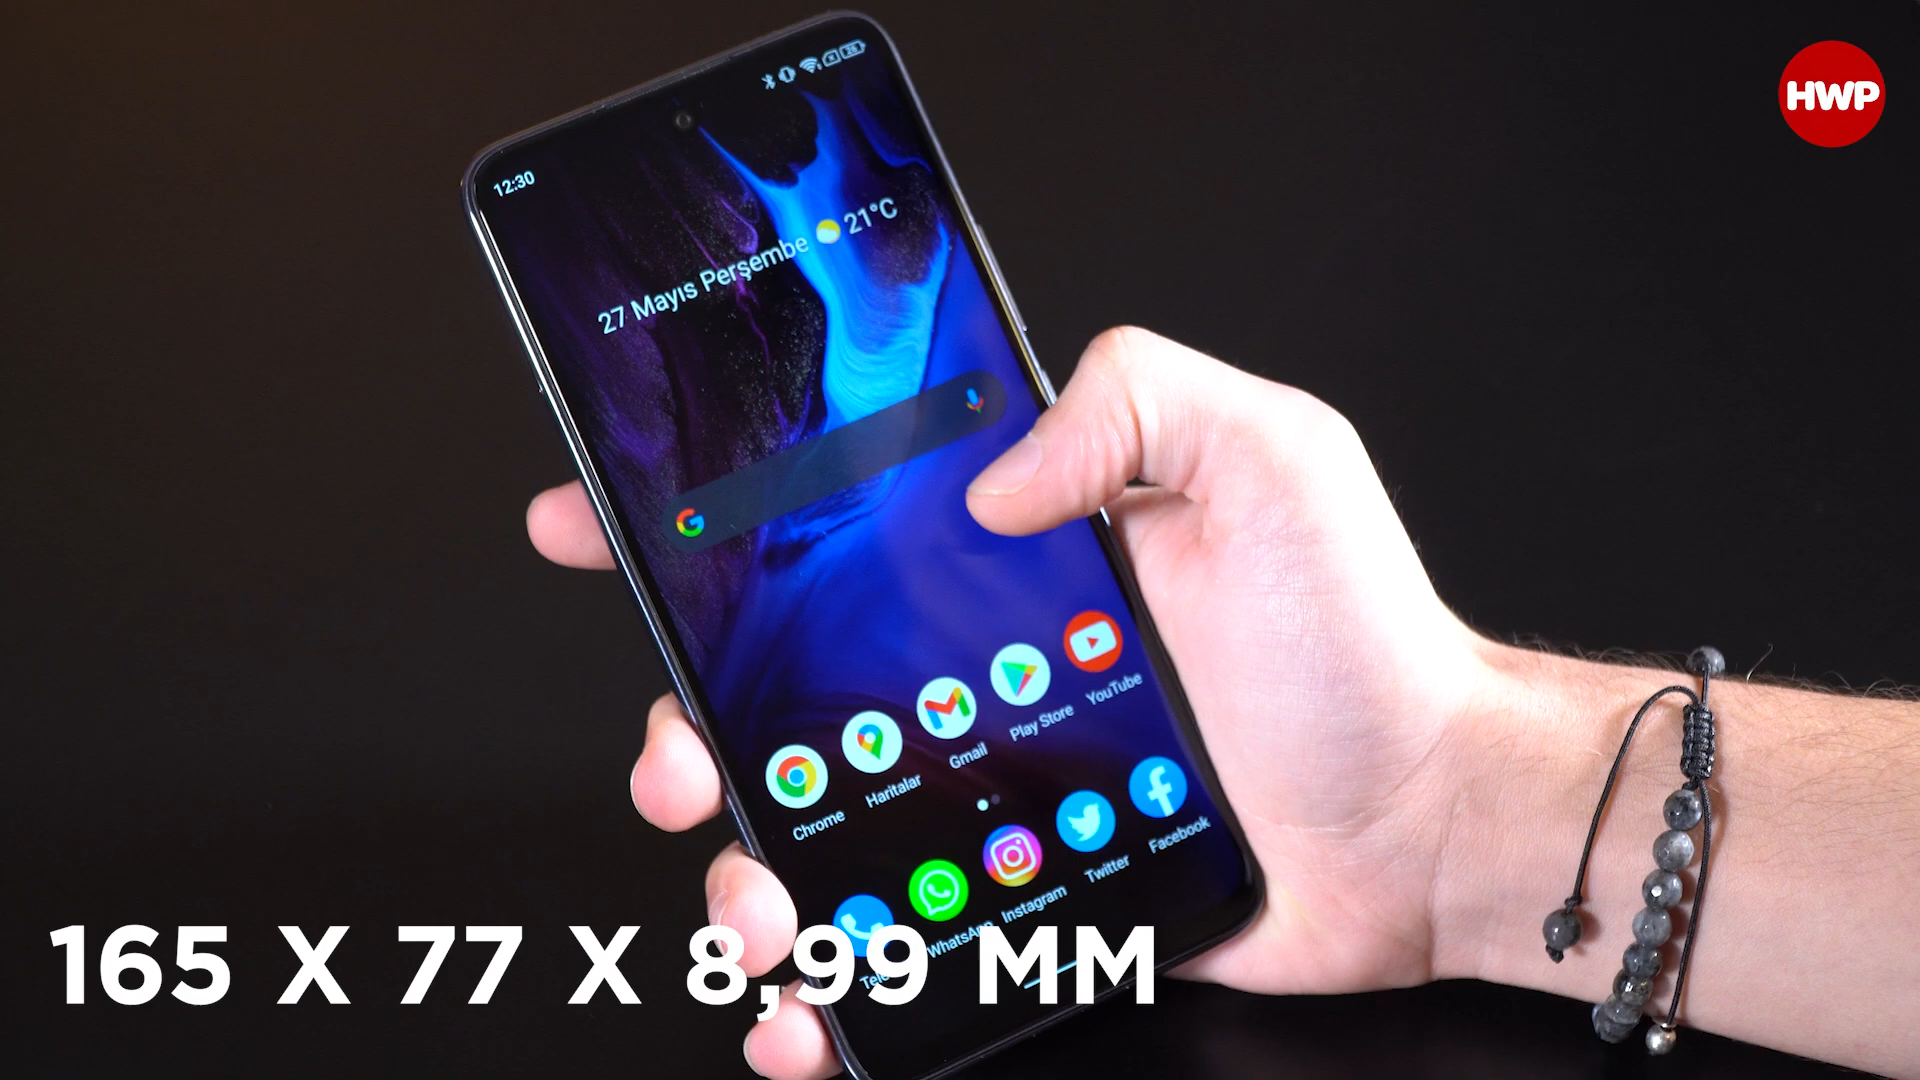 HWP
12:30
27 Mayıs Perşembe 21°C
Chrome
Haritalar
Gmail
Play Store
YouTube
WhatsApp
Instagram
Twitter
Facebook
165 X 77 X 8,99 MM